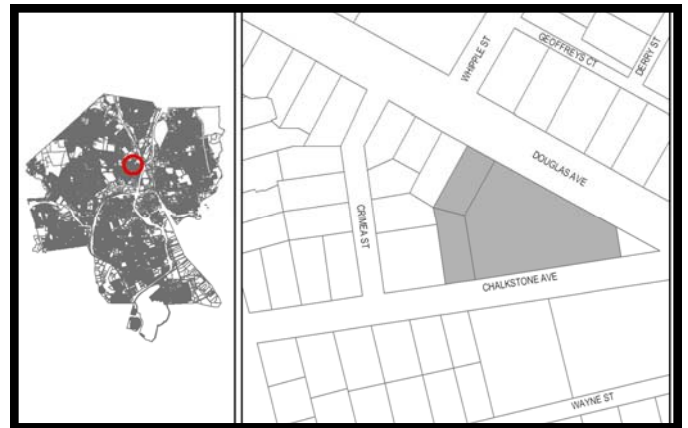 WHIPPLE ST
GEOFFREYS CT
DERRY ST
DOUGLAS AVE
CRIMEA ST
CHALKSTONE AVE
WAYNE ST